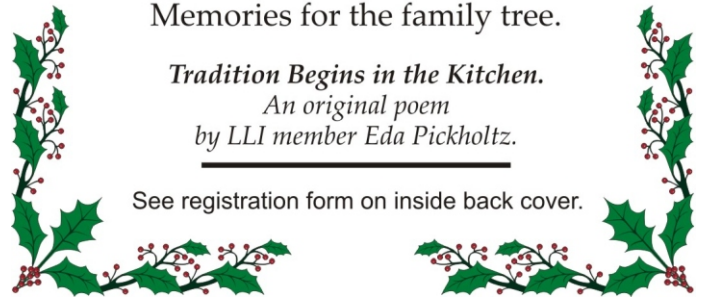 Memories for the family tree.
Tradition Begins in the Kitchen.
An original poem
by LLI member Eda Pickholtz.
See registration form on inside back cover.